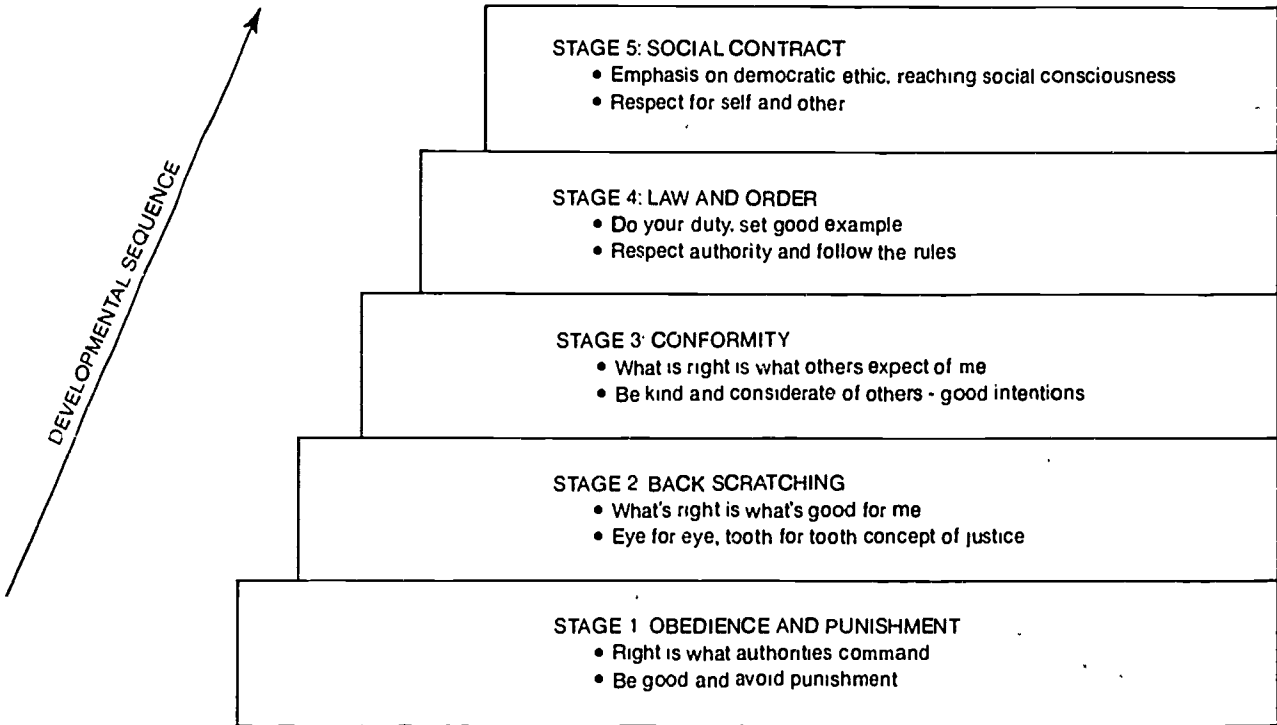 STAGE 5: SOCIAL CONTRACT
• Emphasis on democratic ethic, reaching social consciousness
• Respect for self and other
STAGE 4: LAW AND ORDER
• Do your duty, set good example
• Respect authority and follow the rules
STAGE 3: CONFORMITY
• What is right is what others expect of me
• Be kind and considerate of others - good intentions
STAGE 2 BACK SCRATCHING
• What's right is what's good for me
• Eye for eye, tooth for tooth concept of justice
STAGE 1 OBEDIENCE AND PUNISHMENT
• Right is what authorities command
• Be good and avoid punishment
DEVELOPMENTAL SEQUENCE